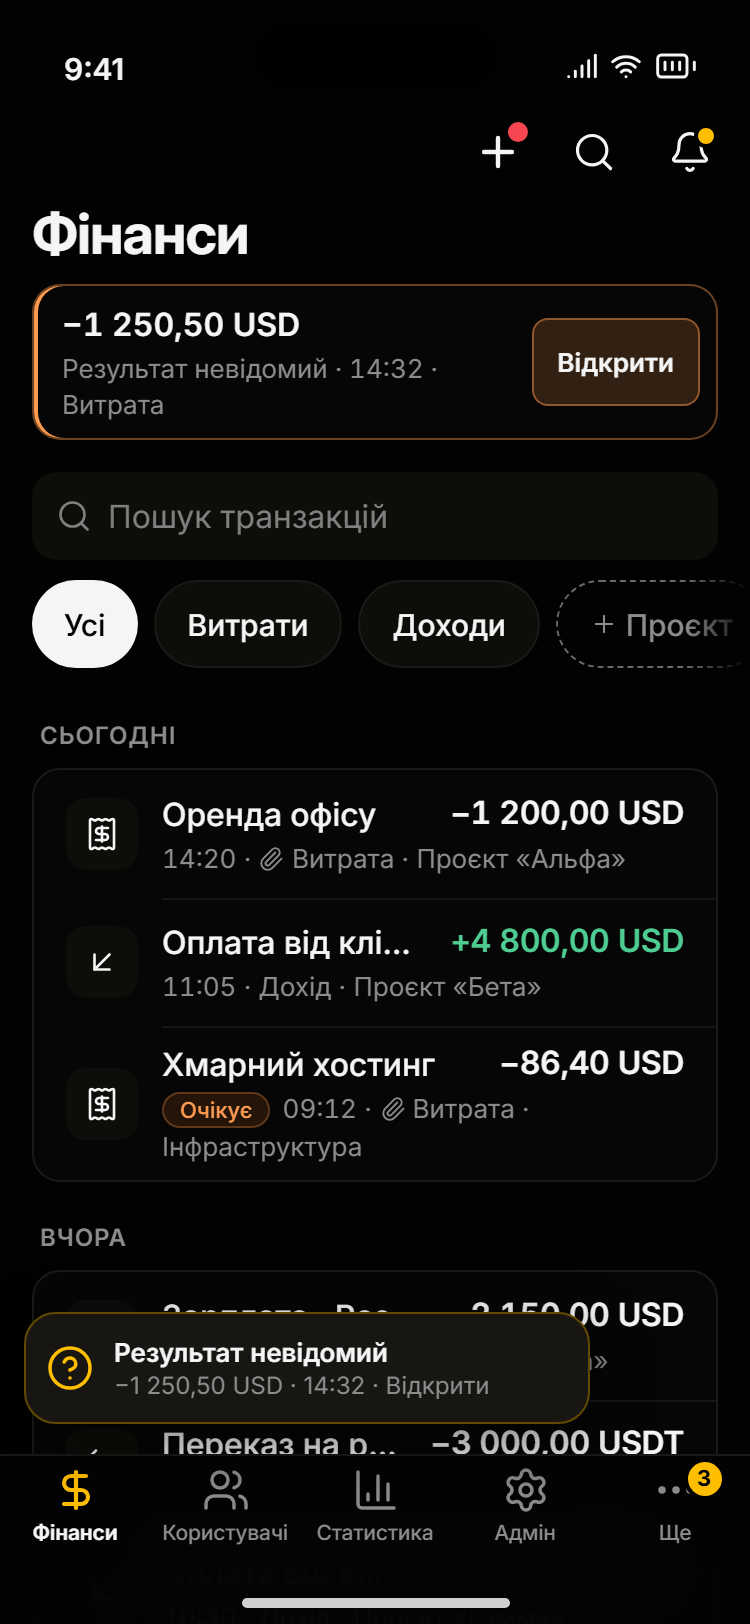 9:41
Фінанси
−1 250,50 USD
Результат невідомий · 14:32 ·
Витрата
Відкрити
Пошук транзакцій
Усі
Витрати
Доходи
+ Проєкт
СЬОГОДНІ
Оренда офісу
−1 200,00 USD
14:20 · Витрата · Проєкт «Альфа»
Оплата від клі...
+4 800,00 USD
11:05 · Дохід · Проєкт «Бета»
Хмарний хостинг
−86,40 USD
Очікує 09:12 · Витрата ·
Інфраструктура
ВЧОРА
00 USD
Результат невідомий
−1 250,50 USD · 14:32 · Відкрити
Переказ на р...
−3 000,00 USDT
Фінанси
Користувачі
Статистика
Адмін
Ще
3